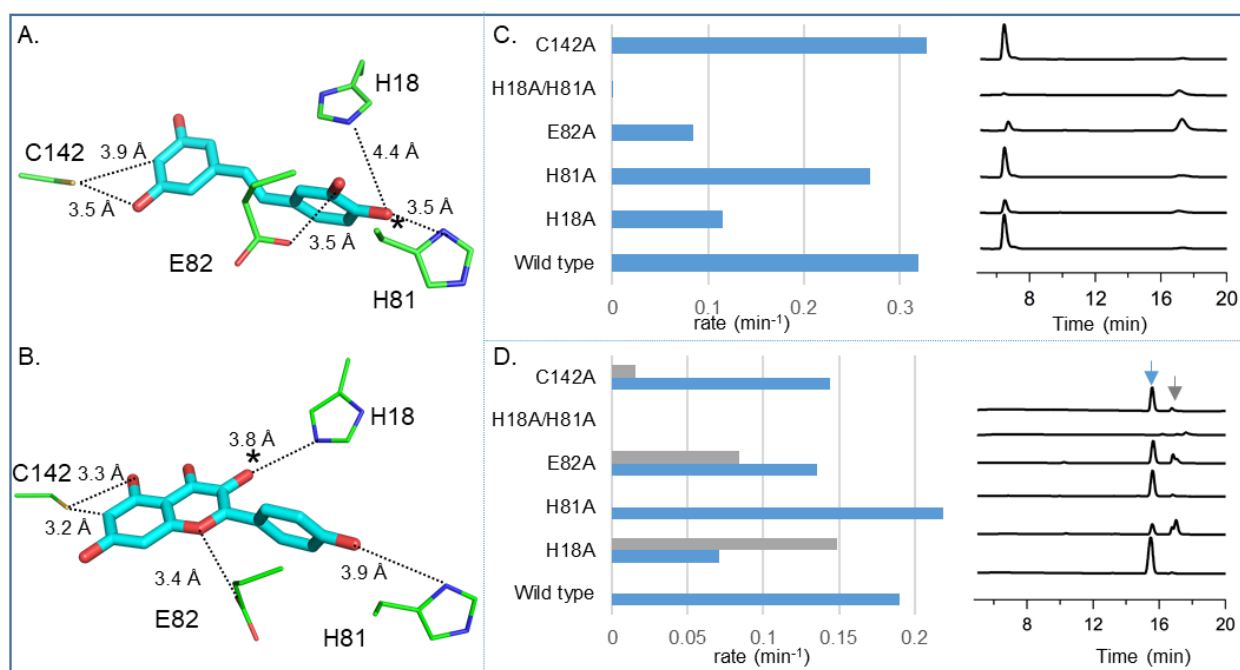 A.
H18
C142
3.9 Å
4.4 Å
3.5 Å
3.5 Å
*
3.5 Å
E82
H81
B.
H18
3.8 Å
*
C142
3.3 Å
3.2 Å
3.4 Å
3.9 Å
E82
H81
C.
C142A
H18A/H81A
E82A
H81A
H18A
Wild type
0 0.1 0.2 0.3
rate (min-1)
8 12 16 20
Time (min)
D.
C142A
H18A/H81A
E82A
H81A
H18A
Wild type
0 0.05 0.1 0.15 0.2
rate (min-1)
8 12 16 20
Time (min)